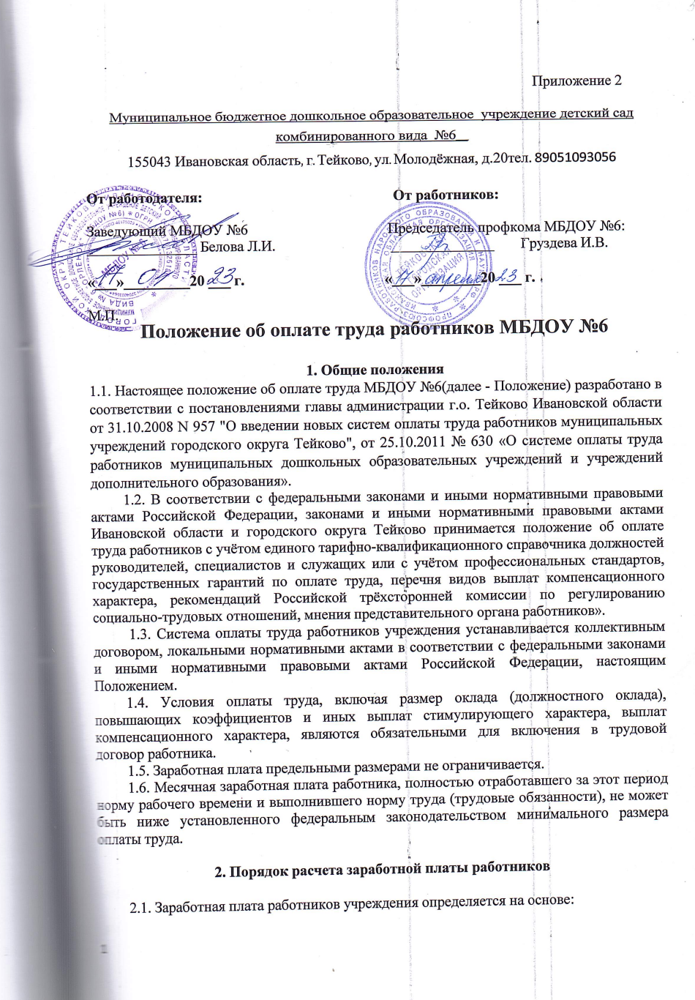 Приложение 2
Муниципальное бюджетное дошкольное образовательное учреждение детский сад
комбинированного вида №6__
155043 Ивановская область, г. Тейково, ул. Молодёжная, д.20тел. 89051093056
От работодателя:
Заведующий МБДОУ №6
Белова Л.И.
«17» 04 2023 г.
М.П.
От работников:
Председатель профкома МБДОУ №6:
Груздева И.В.
«17» апреля 2023 г.
Положение об оплате труда работников МБДОУ №6
1. Общие положения
1.1. Настоящее положение об оплате труда МБДОУ №6(далее - Положение) разработано в
соответствии с постановлениями главы администрации г.о. Тейково Ивановской области
от 31.10.2008 N 957 "О введении новых систем оплаты труда работников муниципальных
учреждений городского округа Тейково", от 25.10.2011 № 630 «О системе оплаты труда
работников муниципальных дошкольных образовательных учреждений и учреждений
дополнительного образования».
1.2. В соответствии с федеральными законами и иными нормативными правовыми
актами Российской Федерации, законами и иными нормативными правовыми актами
Ивановской области и городского округа Тейково принимается положение об оплате
труда работников с учётом единого тарифно-квалификационного справочника должностей
руководителей, специалистов и служащих или с учётом профессиональных стандартов,
государственных гарантий по оплате труда, перечня видов выплат компенсационного
характера, рекомендаций Российской трёхсторонней комиссии по регулированию
социально-трудовых отношений, мнения представительного органа работников».
1.3. Система оплаты труда работников учреждения устанавливается коллективным
договором, локальными нормативными актами в соответствии с федеральными законами
и иными нормативными правовыми актами Российской Федерации, настоящим
Положением.
1.4. Условия оплаты труда, включая размер оклада (должностного оклада),
повышающих коэффициентов и иных выплат стимулирующего характера, выплат
компенсационного характера, являются обязательными для включения в трудовой
договор работника.
1.5. Заработная плата предельными размерами не ограничивается.
1.6. Месячная заработная плата работника, полностью отработавшего за этот период
норму рабочего времени и выполнившего норму труда (трудовые обязанности), не может
быть ниже установленного федеральным законодательством минимального размера
оплаты труда.
2. Порядок расчета заработной платы работников
2.1. Заработная плата работников учреждения определяется на основе:
1